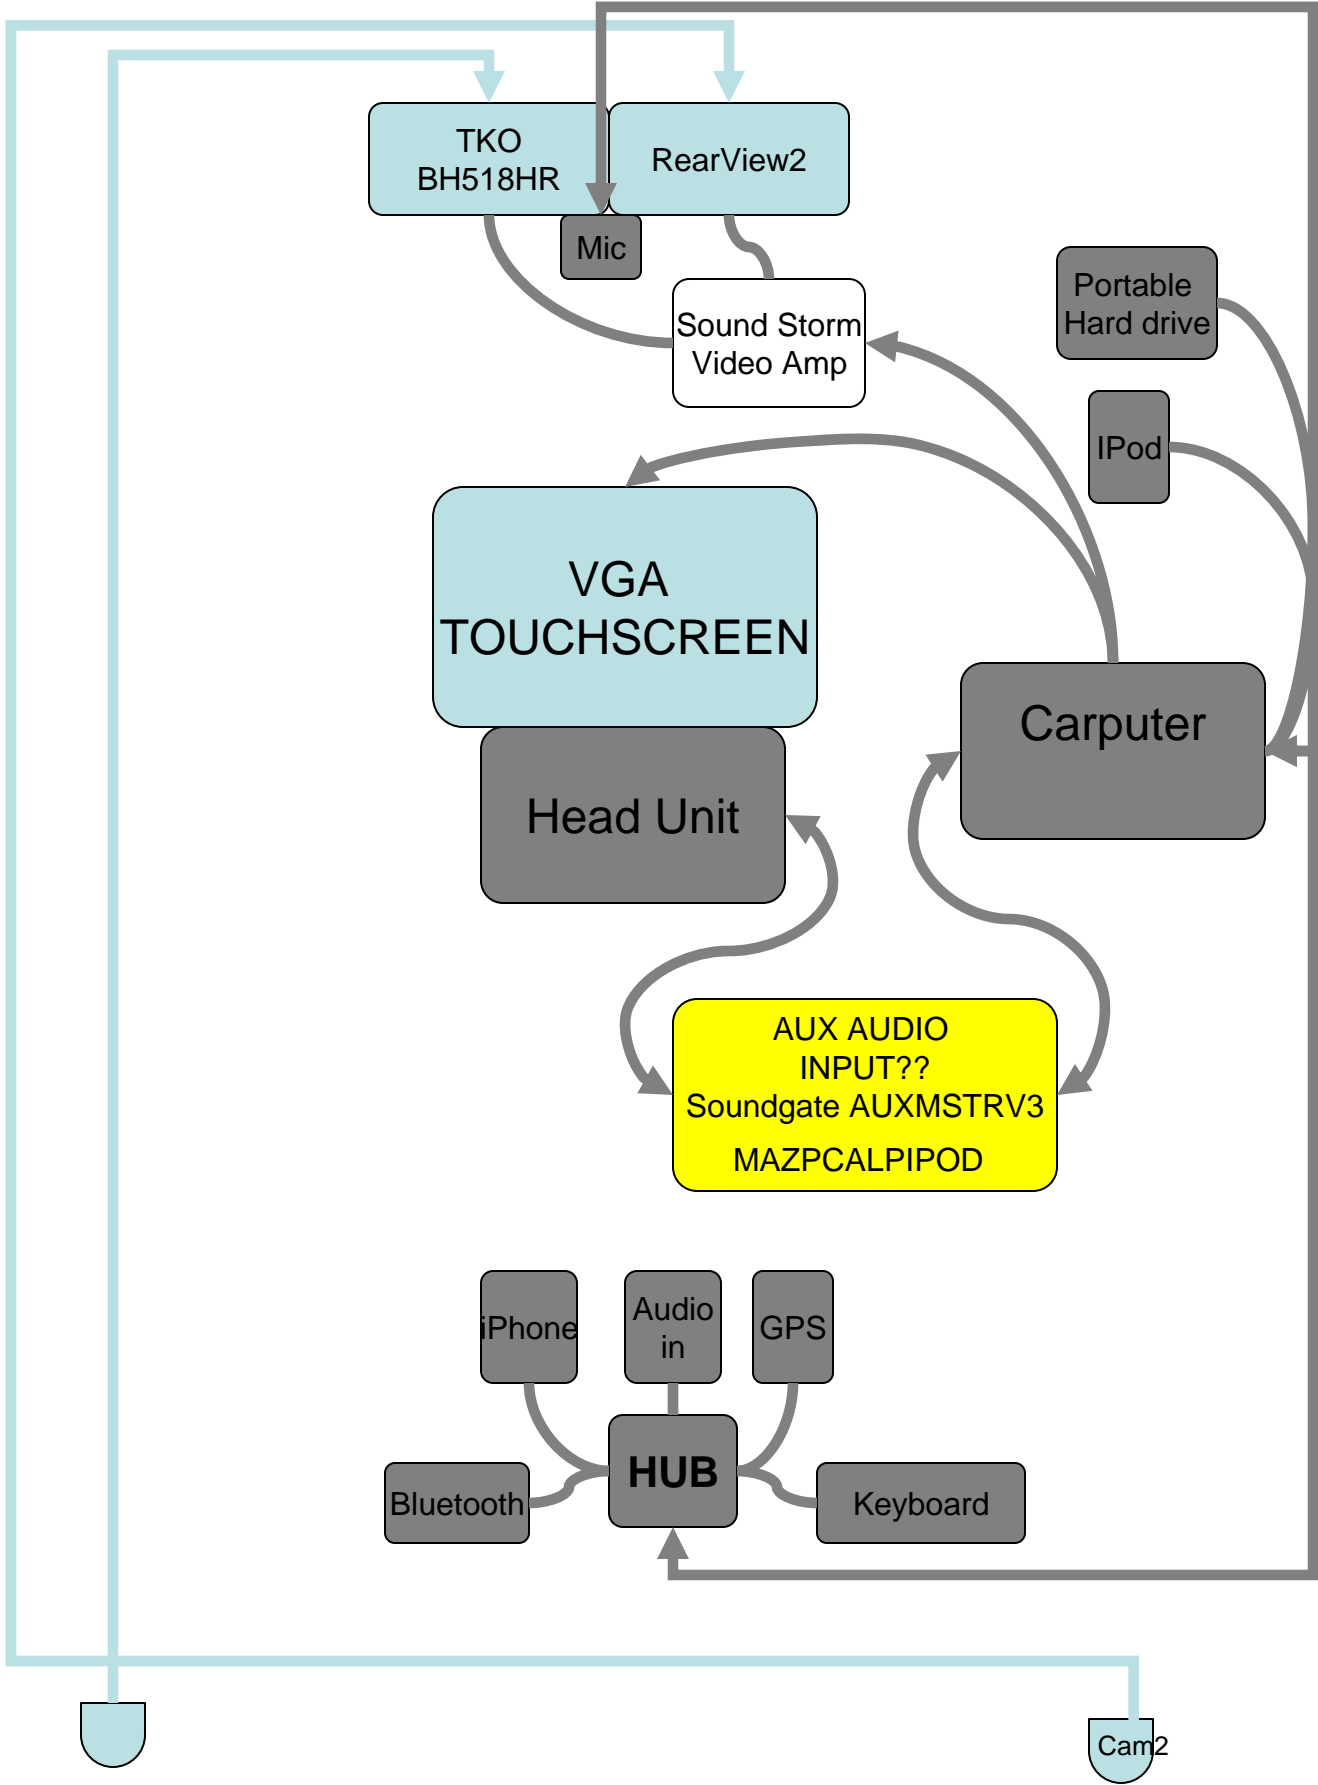 TKO
BH518HR
RearView2
Mic
Sound Storm
Video Amp
Portable
Hard drive
IPod
VGA
TOUCHSCREEN
Carputer
Head Unit
AUX AUDIO
INPUT??
Soundgate AUXMSTRV3
MAZPCALPIPOD
iPhone
Audio
in
GPS
HUB
Bluetooth
Keyboard
Cam2